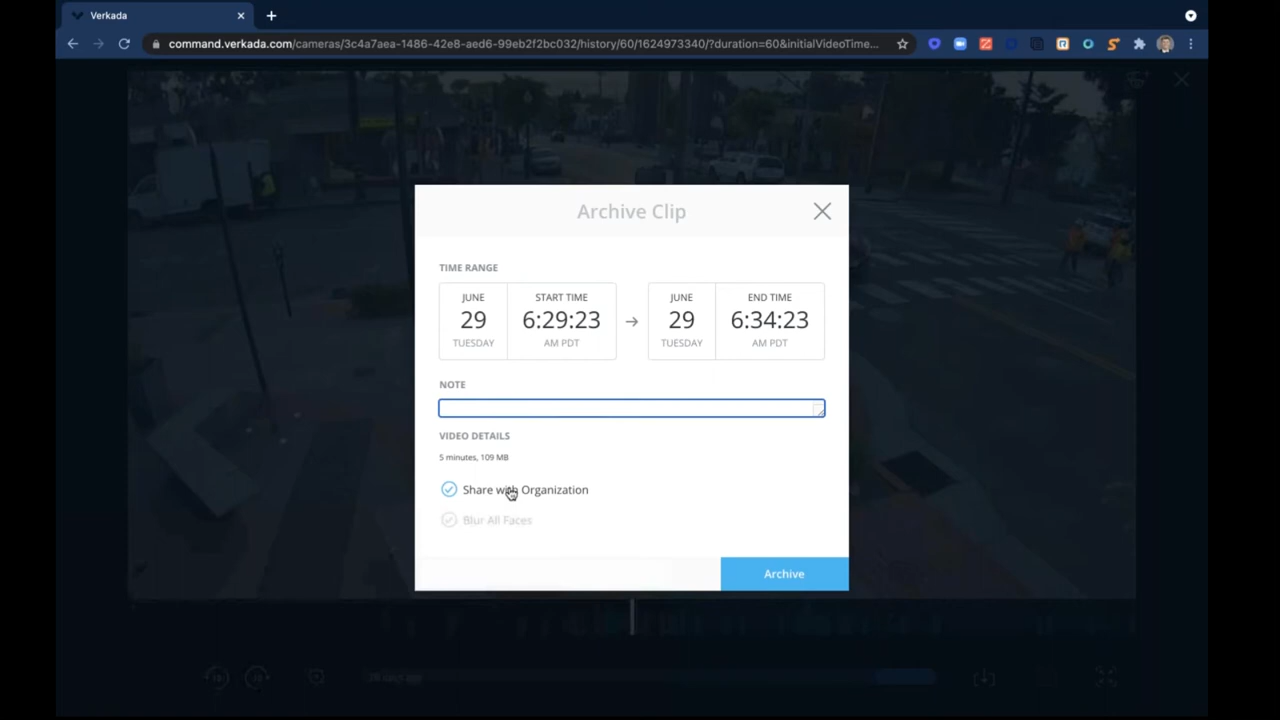 Verkada
command.verkada.com/cameras/3c4a7aea-1486-42e8-aed6-99eb2f2bc032/history/60/1624973340/?duration=60&initialVideoTime...
Archive Clip
TIME RANGE
JUNE
29
TUESDAY
START TIME
6:29:23
AM PDT
JUNE
29
TUESDAY
END TIME
6:34:23
AM PDT
NOTE
VIDEO DETAILS
5 minutes, 109 MB
Share with Organization
Blur All Faces
Archive